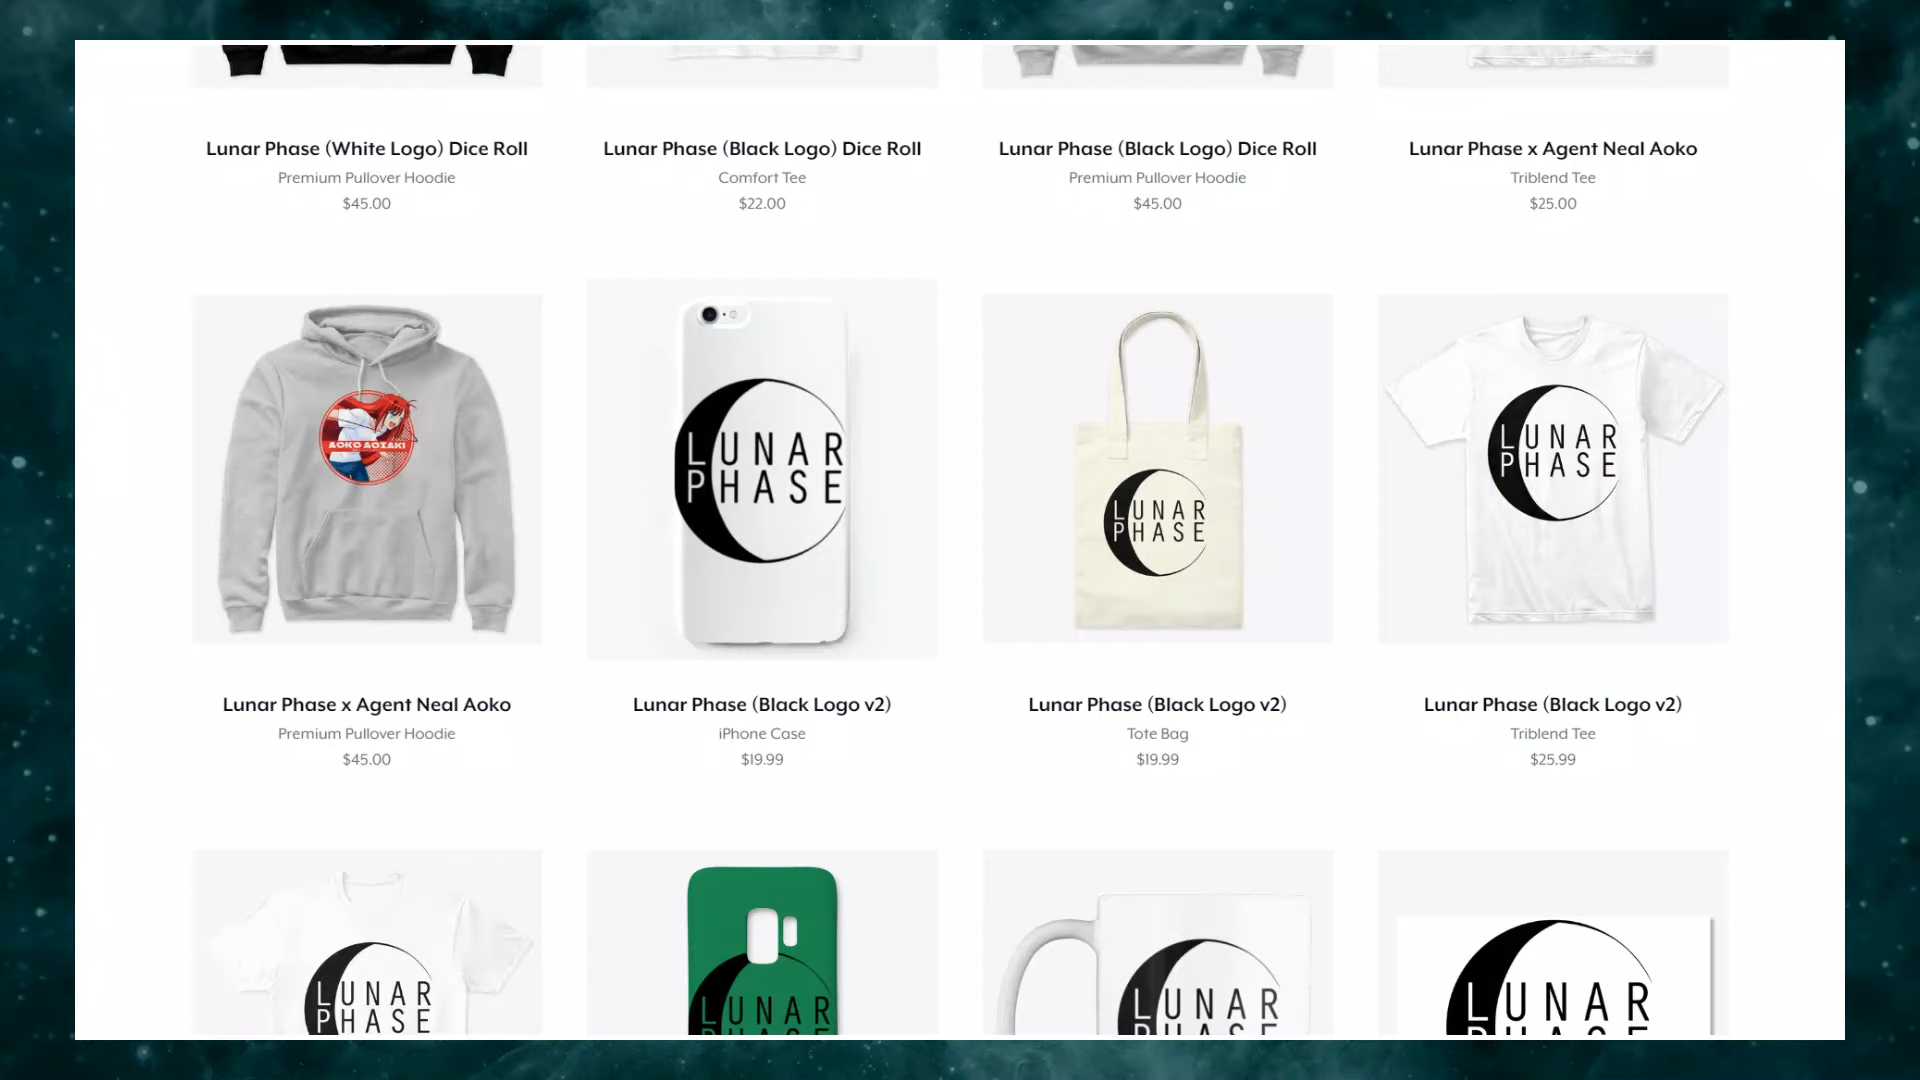 Lunar Phase (White Logo) Dice Roll
Premium Pullover Hoodie
$45.00
Lunar Phase (Black Logo) Dice Roll
Comfort Tee
$22.00
Lunar Phase (Black Logo) Dice Roll
Premium Pullover Hoodie
$45.00
Lunar Phase x Agent Neal Aoko
Triblend Tee
$25.00
AOKO AOZAKI
LUNAR
PHASE
LUNAR
PHASE
LUNAR
PHASE
Lunar Phase x Agent Neal Aoko
Premium Pullover Hoodie
$45.00
Lunar Phase (Black Logo v2)
iPhone Case
$19.99
Lunar Phase (Black Logo v2)
Tote Bag
$19.99
Lunar Phase (Black Logo v2)
Triblend Tee
$25.99
LUNAR
PHASE
LUNAR
PHASE
LUNAR
PHASE
LUNAR
PHASE